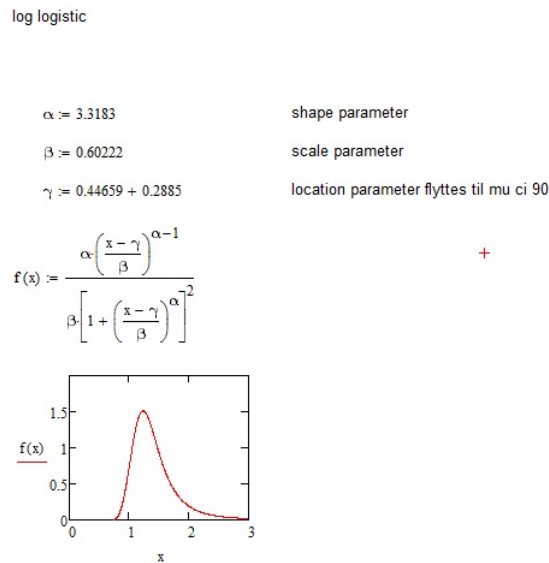 log logistic
α := 3.3183 shape parameter
β := 0.60222 scale parameter
γ := 0.44659 + 0.2885 location parameter flyttes til mu ci 90
f(x) := α·((x − γ)/β)^(α−1) / β·[1 + ((x − γ)/β)^α]^2
1.5
f(x) 1
0.5
0
0 1 2 3
x